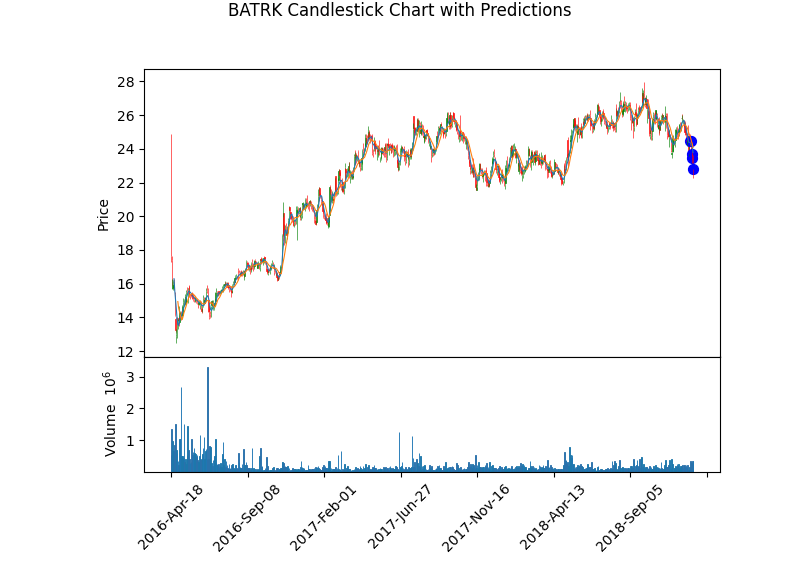 BATRK Candlestick Chart with Predictions
28
26
24
22
20
18
16
14
12
Price
3
2
1
Volume 10^6
2016-Apr-18
2016-Sep-08
2017-Feb-01
2017-Jun-27
2017-Nov-16
2018-Apr-13
2018-Sep-05